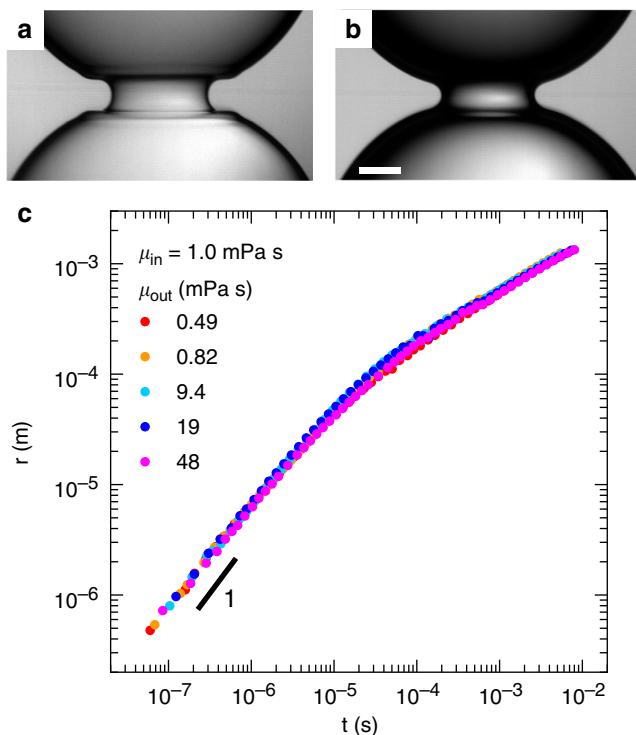 a
b
c
μin = 1.0 mPa s
μout (mPa s)
0.49
0.82
9.4
19
48
1
10⁻³
10⁻⁴
10⁻⁵
10⁻⁶
r (m)
10⁻⁷ 10⁻⁶ 10⁻⁵ 10⁻⁴ 10⁻³ 10⁻²
t (s)